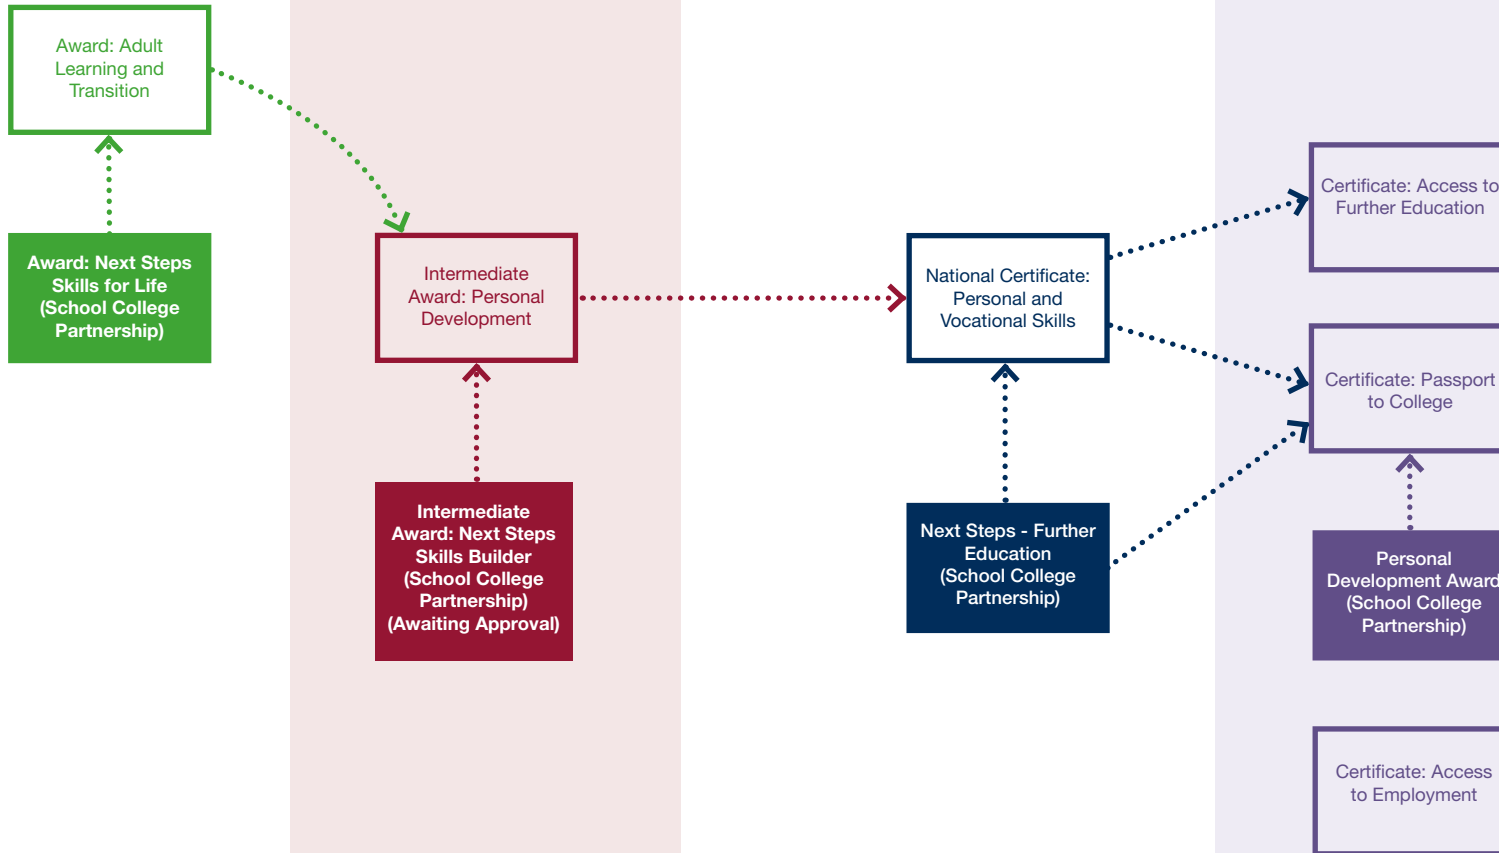 Award: Adult
Learning and
Transition
Award: Next Steps
Skills for Life
(School College
Partnership)
Intermediate
Award: Personal
Development
Intermediate
Award: Next Steps
Skills Builder
(School College
Partnership)
(Awaiting Approval)
National Certificate:
Personal and
Vocational Skills
Next Steps - Further
Education
(School College
Partnership)
Certificate: Access to
Further Education
Certificate: Passport
to College
Personal
Development Award
(School College
Partnership)
Certificate: Access
to Employment